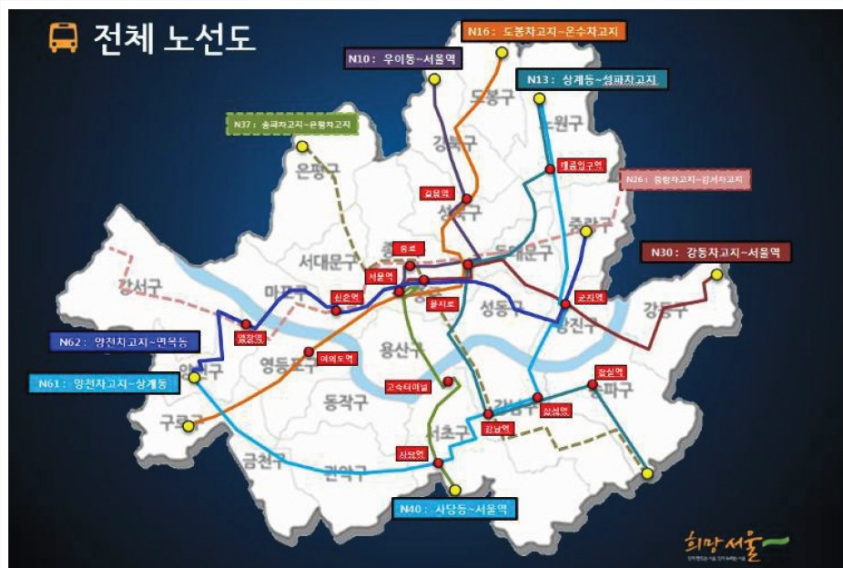 전체 노선도
N16 : 도봉차고지~온수차고지
N10 : 우이동~서울역
N13 : 상계동~송파차고지
N37 : 송파차고지~은평차고지
N26 : 중랑차고지~강서차고지
N30 : 강동차고지~서울역
N62 : 양천차고지~면목동
N61 : 양천차고지~상계동
N40 : 사당동~서울역
도봉구
노원구
강북구
은평구
성북구
중랑구
서대문구
동대문구
강서구
마포구
성동구
강동구
광진구
용산구
영등포구
양천구
동작구
강남구
송파구
서초구
구로구
금천구
관악구
태릉입구역
길음역
종로
서울역
을지로
신촌역
군자역
여의도역
고속터미널
잠실역
삼성역
강남역
사당역
희망서울